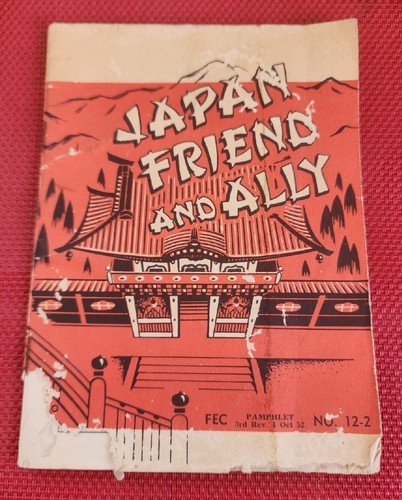 JAPAN
FRIEND
AND ALLY
FEC PAMPHLET NO. 12-2
3rd Rev. 1 Oct 52